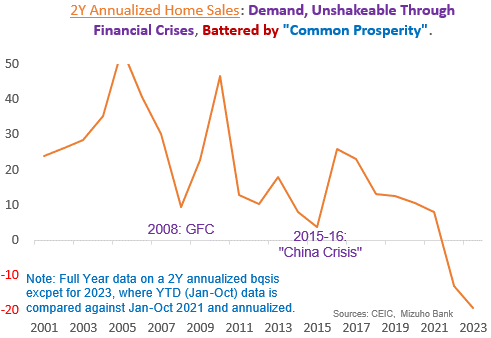 2Y Annualized Home Sales: Demand, Unshakeable Through
Financial Crises, Battered by "Common Prosperity".
50
40
30
20
10
0
-10
-20
2008: GFC
2015-16:
"China Crisis"
Note: Full Year data on a 2Y annualized bqsis
excpet for 2023, where YTD (Jan-Oct) data is
compared against Jan-Oct 2021 and annualized.
Sources: CEIC, Mizuho Bank
2001 2003 2005 2007 2009 2011 2013 2015 2017 2019 2021 2023